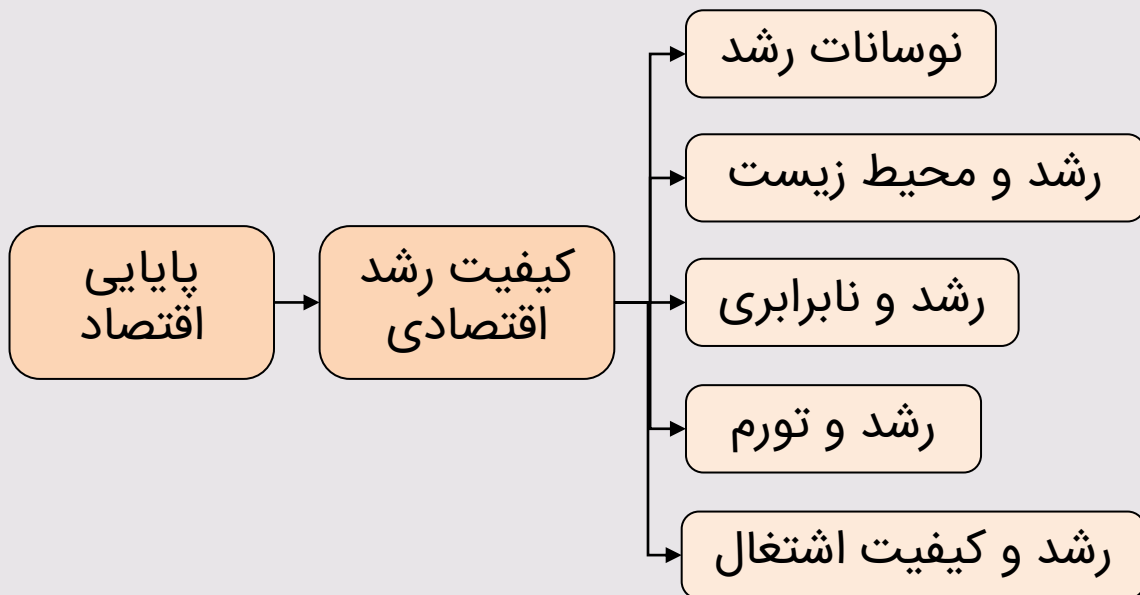 پایایی
اقتصاد
کیفیت رشد
اقتصادی
نوسانات رشد
رشد و محیط زیست
رشد و نابرابری
رشد و تورم
رشد و کیفیت اشتغال